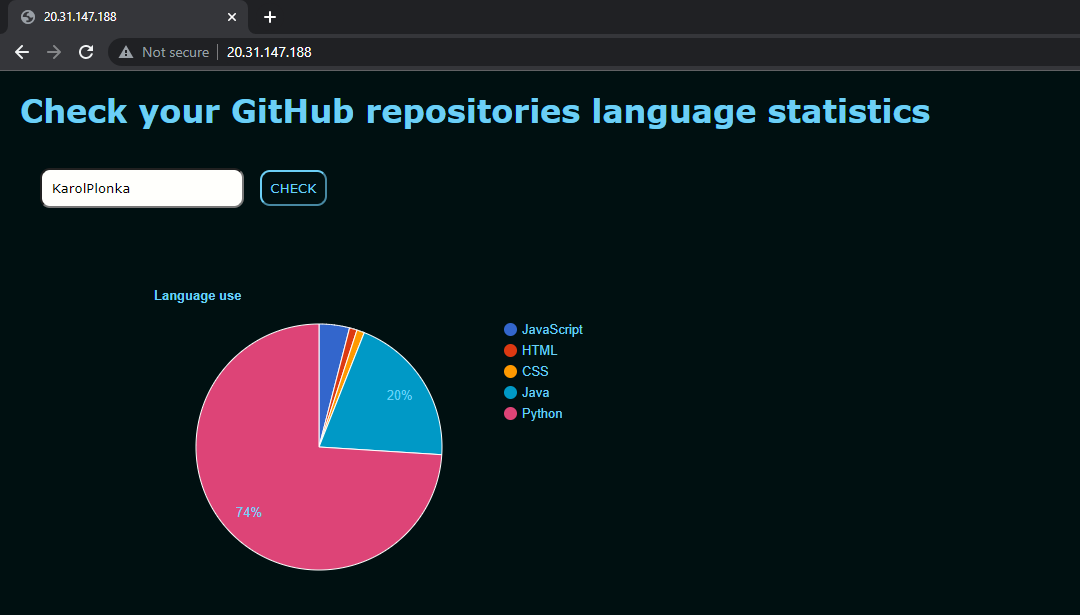 20.31.147.188
Not secure 20.31.147.188
Check your GitHub repositories language statistics
KarolPlonka CHECK
Language use
JavaScript
HTML
CSS
Java
Python
20%
74%